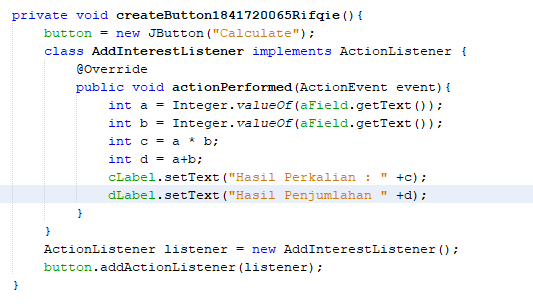 private void createButton1841720065Rifqie(){
button = new JButton("Calculate");
class AddInterestListener implements ActionListener {
@Override
public void actionPerformed(ActionEvent event){
int a = Integer.valueOf(aField.getText());
int b = Integer.valueOf(aField.getText());
int c = a * b;
int d = a+b;
cLabel.setText("Hasil Perkalian : " +c);
dLabel.setText("Hasil Penjumlahan " +d);
}
}
ActionListener listener = new AddInterestListener();
button.addActionListener(listener);
}